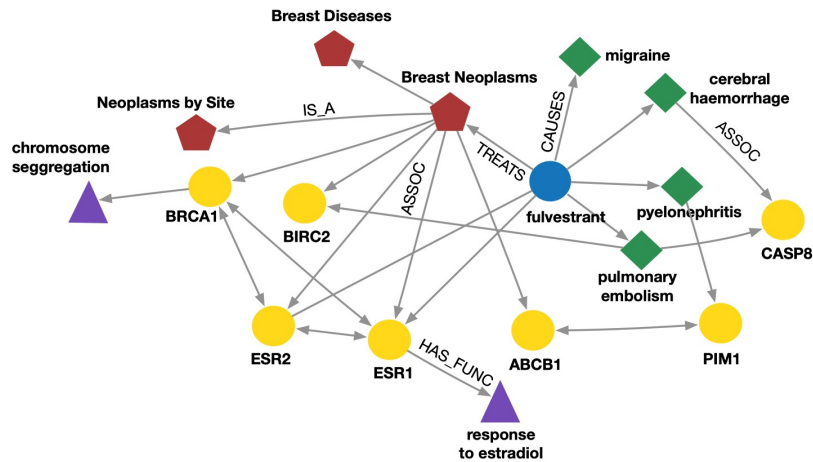 Breast Diseases
migraine
Breast Neoplasms
cerebral
haemorrhage
Neoplasms by Site
IS_A
CAUSES
ASSOC
chromosome
seggregation
TREATS
ASSOC
BRCA1
BIRC2
fulvestrant
pyelonephritis
CASP8
pulmonary
embolism
ESR2
ESR1
HAS_FUNC
ABCB1
PIM1
response
to estradiol